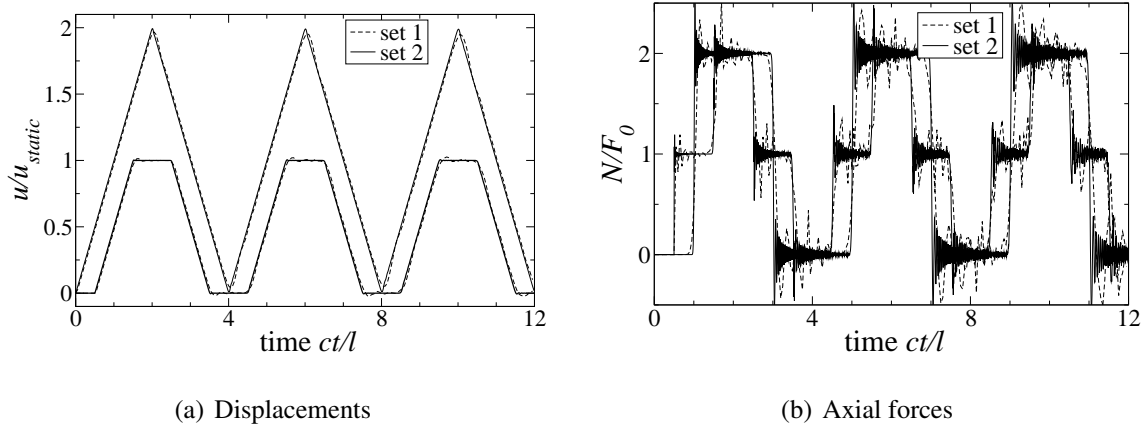 2
1.5
1
0.5
0
u/u_static
set 1
set 2
0 4 8 12
time ct/l
(a) Displacements
2
1
0
N/F_0
set 1
set 2
0 4 8 12
time ct/l
(b) Axial forces